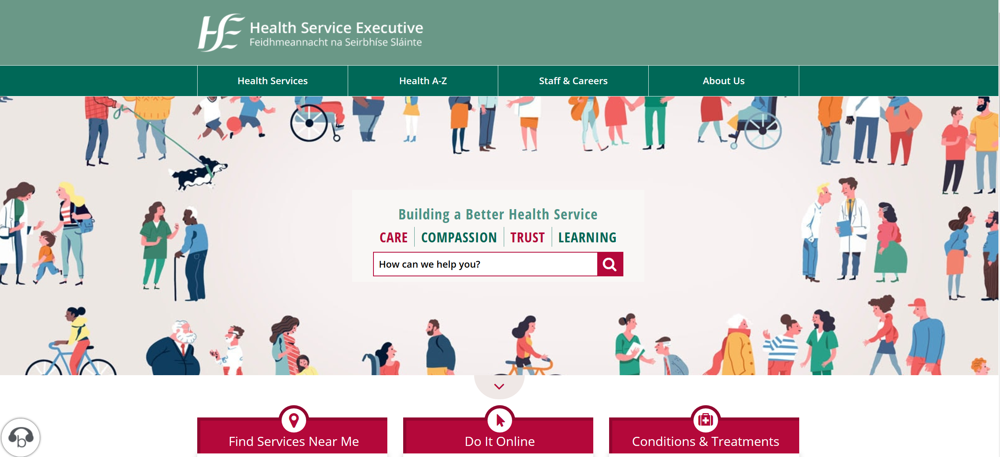 HSE
Health Service Executive
Feidhmeannacht na Seirbhíse Sláinte
Health Services
Health A-Z
Staff & Careers
About Us
Building a Better Health Service
CARE
COMPASSION
TRUST
LEARNING
How can we help you?
b
Find Services Near Me
Do It Online
Conditions & Treatments